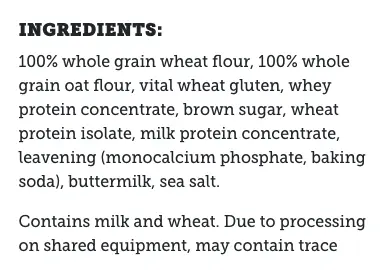 INGREDIENTS:
100% whole grain wheat flour, 100% whole
grain oat flour, vital wheat gluten, whey
protein concentrate, brown sugar, wheat
protein isolate, milk protein concentrate,
leavening (monocalcium phosphate, baking
soda), buttermilk, sea salt.
Contains milk and wheat. Due to processing
on shared equipment, may contain trace